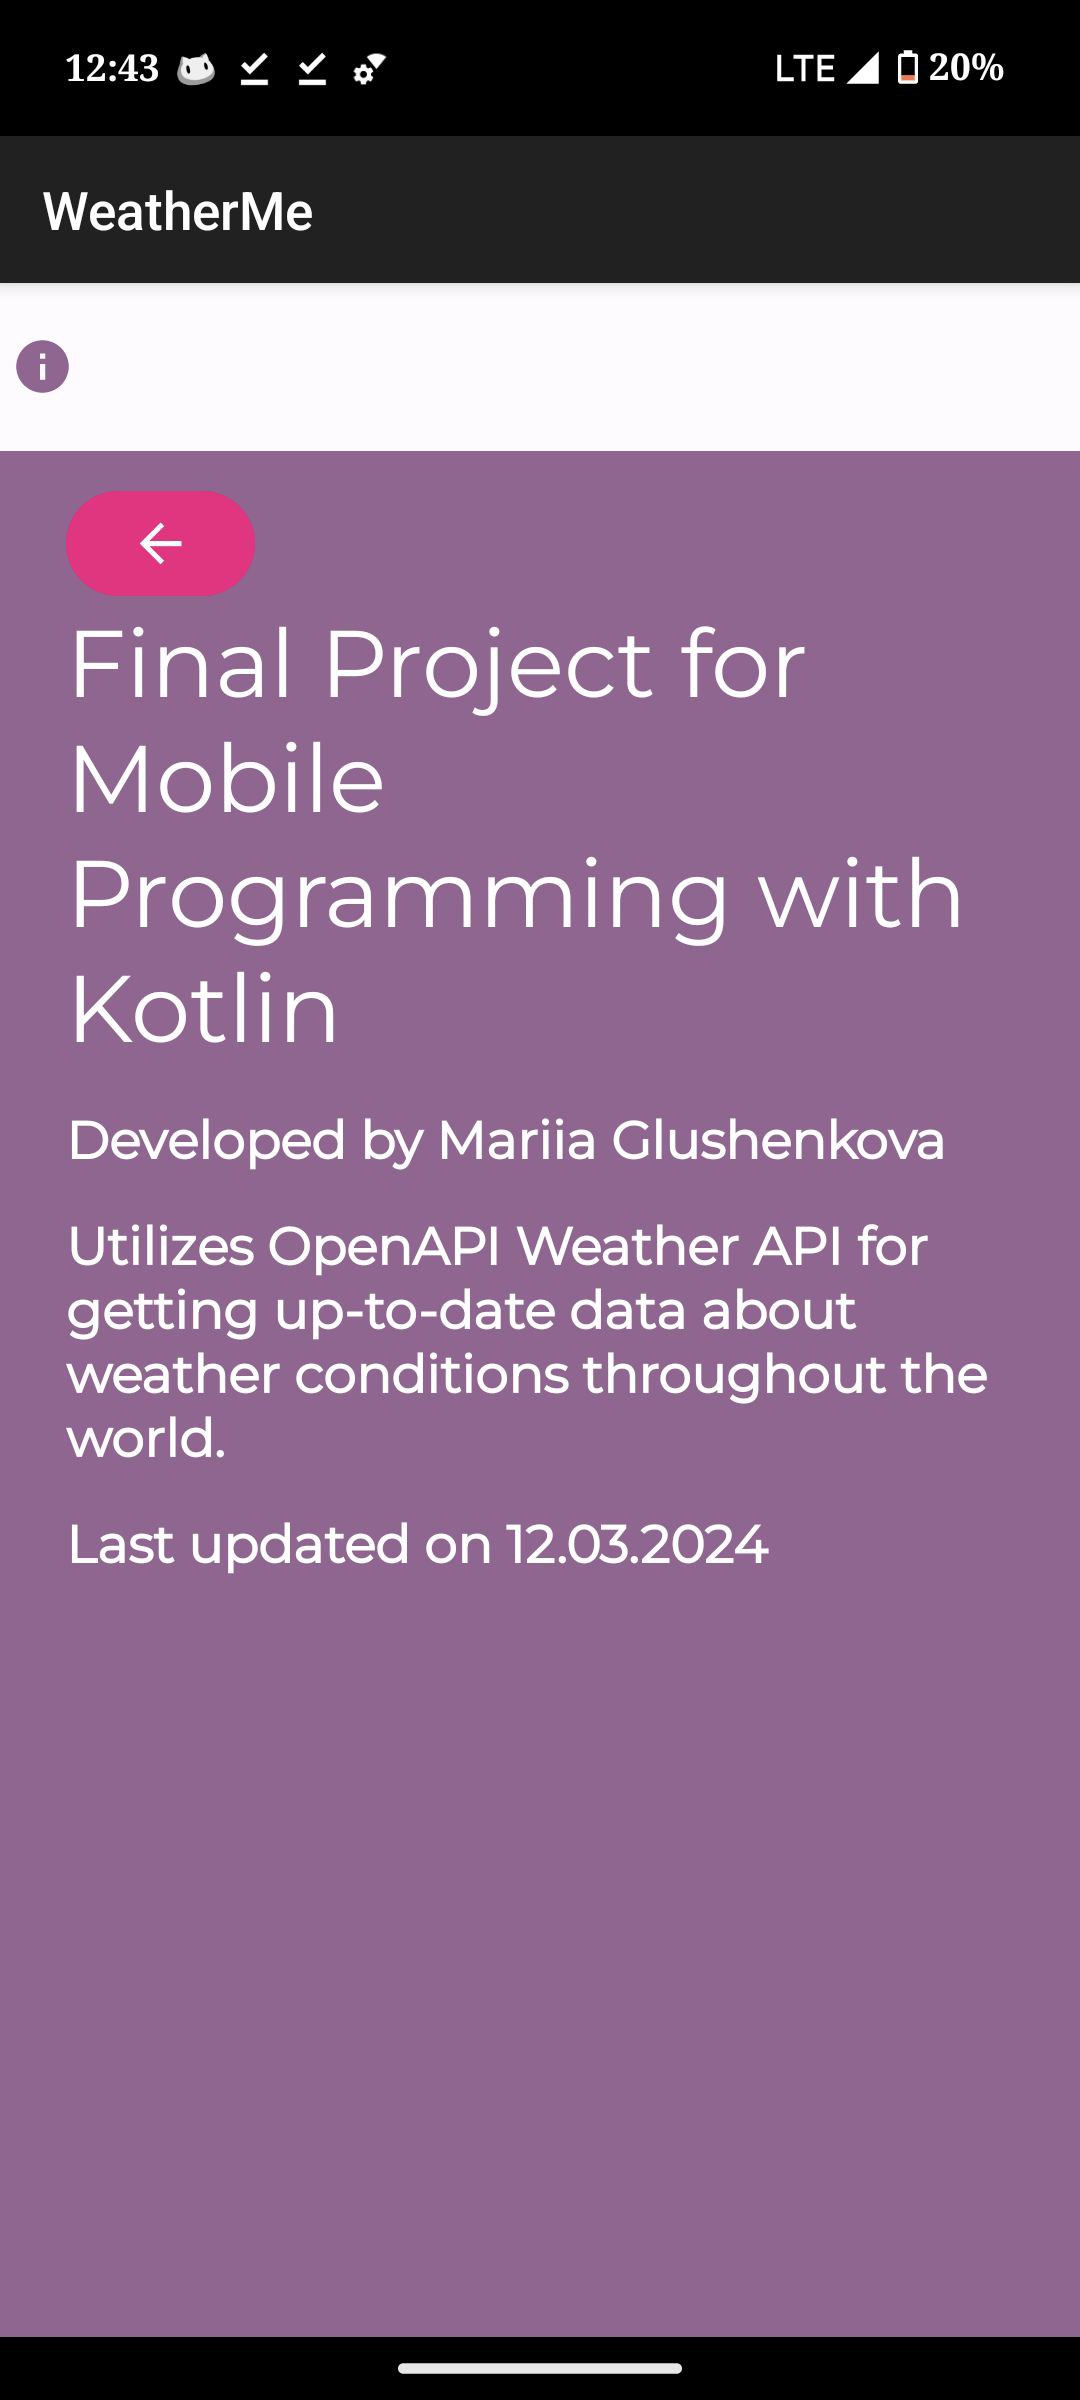 12:43 LTE 20%
WeatherMe
Final Project for
Mobile
Programming with
Kotlin
Developed by Mariia Glushenkova
Utilizes OpenAPI Weather API for
getting up-to-date data about
weather conditions throughout the
world.
Last updated on 12.03.2024